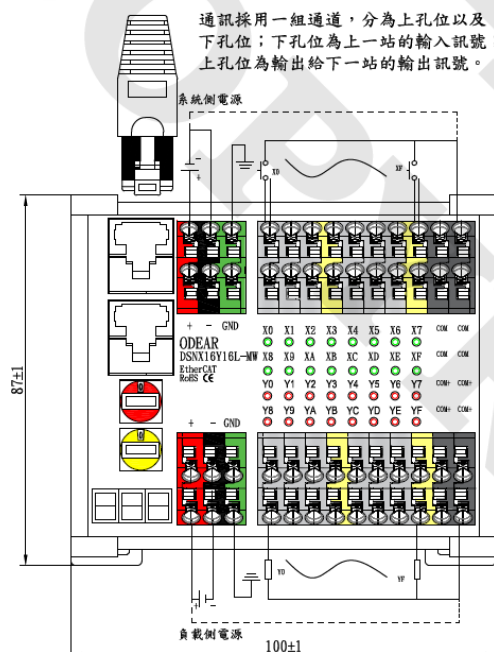 通訊採用一組通道，分為上孔位以及
下孔位；下孔位為上一站的輸入訊號
上孔位為輸出給下一站的輸出訊號。
系統側電源
- +
X0 XF
+ - GND X0 X1 X2 X3 X4 X5 X6 X7 COM COM
ODEAR
DSNX16Y16L-MW X8 X9 XA XB XC XD XE XF COM COM
EtherCAT
RoHS CE
Y0 Y1 Y2 Y3 Y4 Y5 Y6 Y7 COM+ COM+
+ - GND Y8 Y9 YA YB YC YD YE YF COM+ COM+
87±1
Y0 YF
+ -
負載側電源
100±1